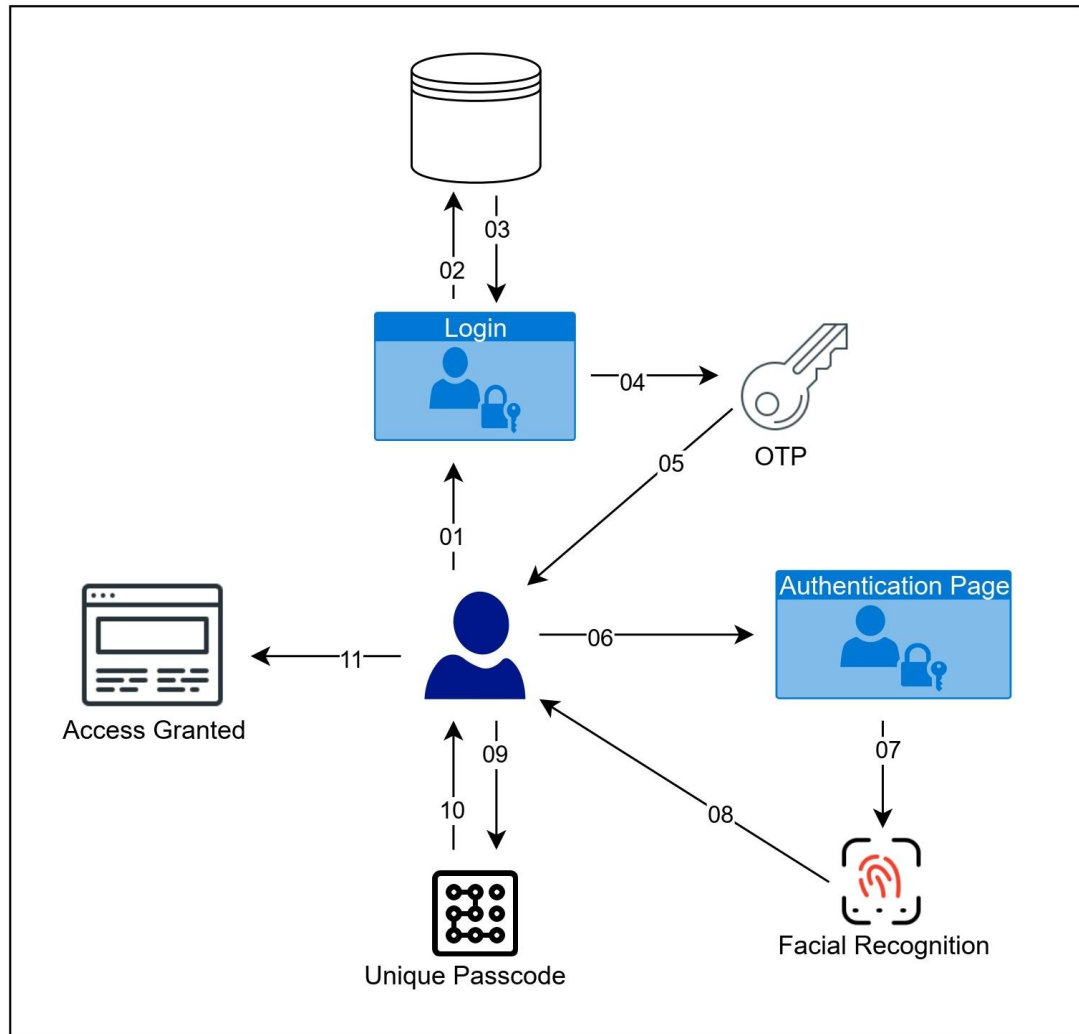 03
02
Login
04
OTP
05
01
Authentication Page
06
11
Access Granted
09
07
10
08
Facial Recognition
Unique Passcode